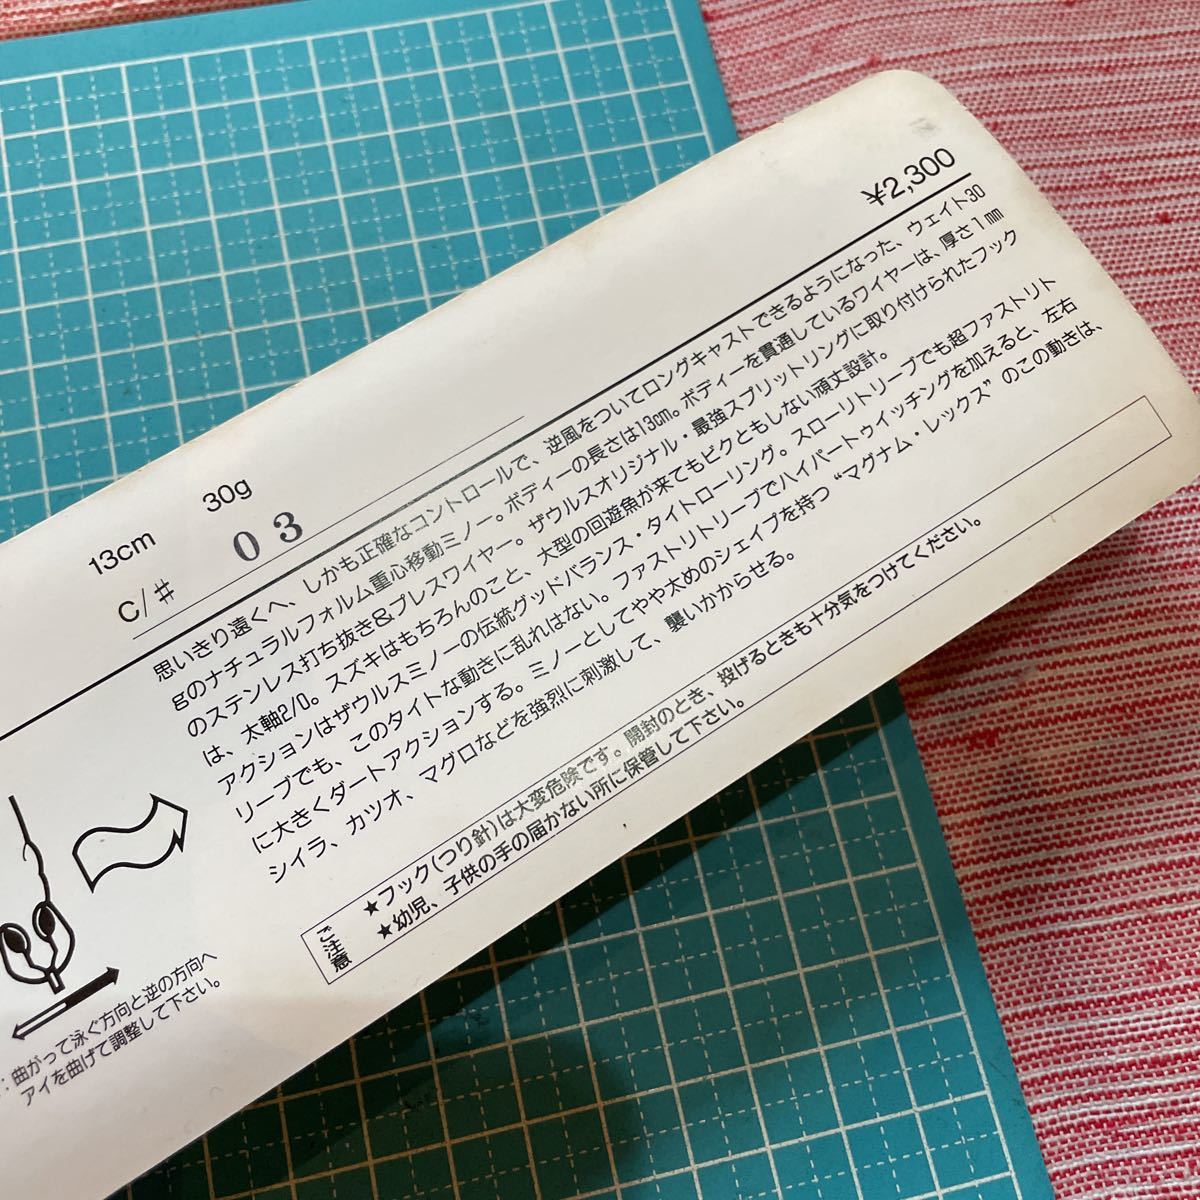 ¥2,300
13cm 30g
C/# 03
思いきり遠くへ、しかも正確なコントロールで、逆風をついてロングキャストできるようになった、ウェイト30
gのナチュラルフォルム重心移動ミノー。ボディーの長さは13cm。ボディーを貫通しているワイヤーは、厚さ1mm
のステンレス打ち抜き&プレスワイヤー。ザウルスオリジナル・最強スプリットリングに取り付けられたフック
は、太軸2/0。スズキはもちろんのこと、大型の回遊魚が来てもビクともしない頑丈設計。
アクションはザウルスミノーの伝統グッドバランス・タイトローリング。スローリトリーブでも超ファストリト
リーブでも、このタイトな動きに乱れはない。ファストリトリーブでハイパートゥイッチングを加えると、左右
に大きくダートアクションする。ミノーとしてやや太めのシェイプを持つ“マグナム・レックス”のこの動きは、
シイラ、カツオ、マグロなどを強烈に刺激して、襲いかからせる。
ご注意
★フック(つり針)は大変危険です。開封のとき、投げるときも十分気をつけてください。
★幼児、子供の手の届かない所に保管して下さい。
:曲がって泳ぐ方向と逆の方向へ
アイを曲げて調整して下さい。